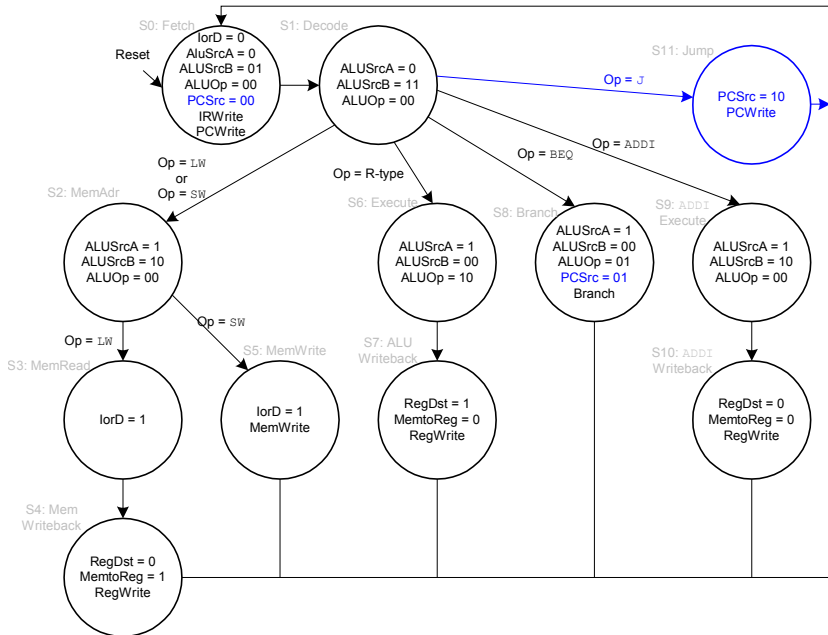 S0: Fetch
IorD = 0
AluSrcA = 0
ALUSrcB = 01
ALUOp = 00
PCSrc = 00
IRWrite
PCWrite
Reset
S1: Decode
ALUSrcA = 0
ALUSrcB = 11
ALUOp = 00
S11: Jump
Op = J
PCSrc = 10
PCWrite
Op = LW
or
Op = SW
Op = R-type
Op = BEQ
Op = ADDI
S2: MemAdr
ALUSrcA = 1
ALUSrcB = 10
ALUOp = 00
S6: Execute
ALUSrcA = 1
ALUSrcB = 00
ALUOp = 10
S8: Branch
ALUSrcA = 1
ALUSrcB = 00
ALUOp = 01
PCSrc = 01
Branch
S9: ADDI
Execute
ALUSrcA = 1
ALUSrcB = 10
ALUOp = 00
Op = LW
Op = SW
S3: MemRead
IorD = 1
S5: MemWrite
IorD = 1
MemWrite
S7: ALU
Writeback
RegDst = 1
MemtoReg = 0
RegWrite
S10: ADDI
Writeback
RegDst = 0
MemtoReg = 0
RegWrite
S4: Mem
Writeback
RegDst = 0
MemtoReg = 1
RegWrite